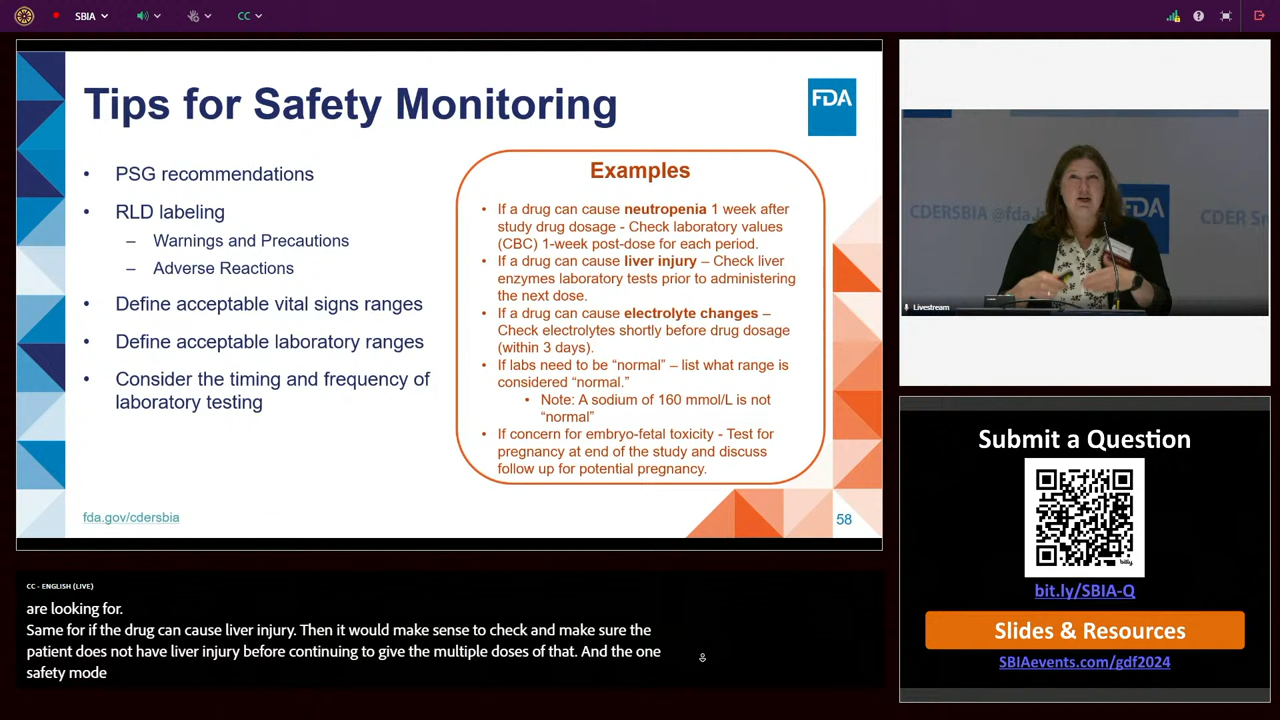 SBIA
CC
Tips for Safety Monitoring
FDA
• PSG recommendations
• RLD labeling
– Warnings and Precautions
– Adverse Reactions
• Define acceptable vital signs ranges
• Define acceptable laboratory ranges
• Consider the timing and frequency of
laboratory testing
Examples
• If a drug can cause neutropenia 1 week after
study drug dosage - Check laboratory values
(CBC) 1-week post-dose for each period.
• If a drug can cause liver injury – Check liver
enzymes laboratory tests prior to administering
the next dose.
• If a drug can cause electrolyte changes –
Check electrolytes shortly before drug dosage
(within 3 days).
• If labs need to be “normal” – list what range is
considered “normal.”
• Note: A sodium of 160 mmol/L is not
“normal”
• If concern for embryo-fetal toxicity - Test for
pregnancy at end of the study and discuss
follow up for potential pregnancy.
fda.gov/cdersbia
58
CDERSBIA @fda.h
FDA
CDER Sm
Livestream
CC - ENGLISH (LIVE)
are looking for.
Same for if the drug can cause liver injury. Then it would make sense to check and make sure the
patient does not have liver injury before continuing to give the multiple doses of that. And the one
safety mode
Submit a Question
bitly
bit.ly/SBIA-Q
Slides & Resources
SBIAevents.com/gdf2024